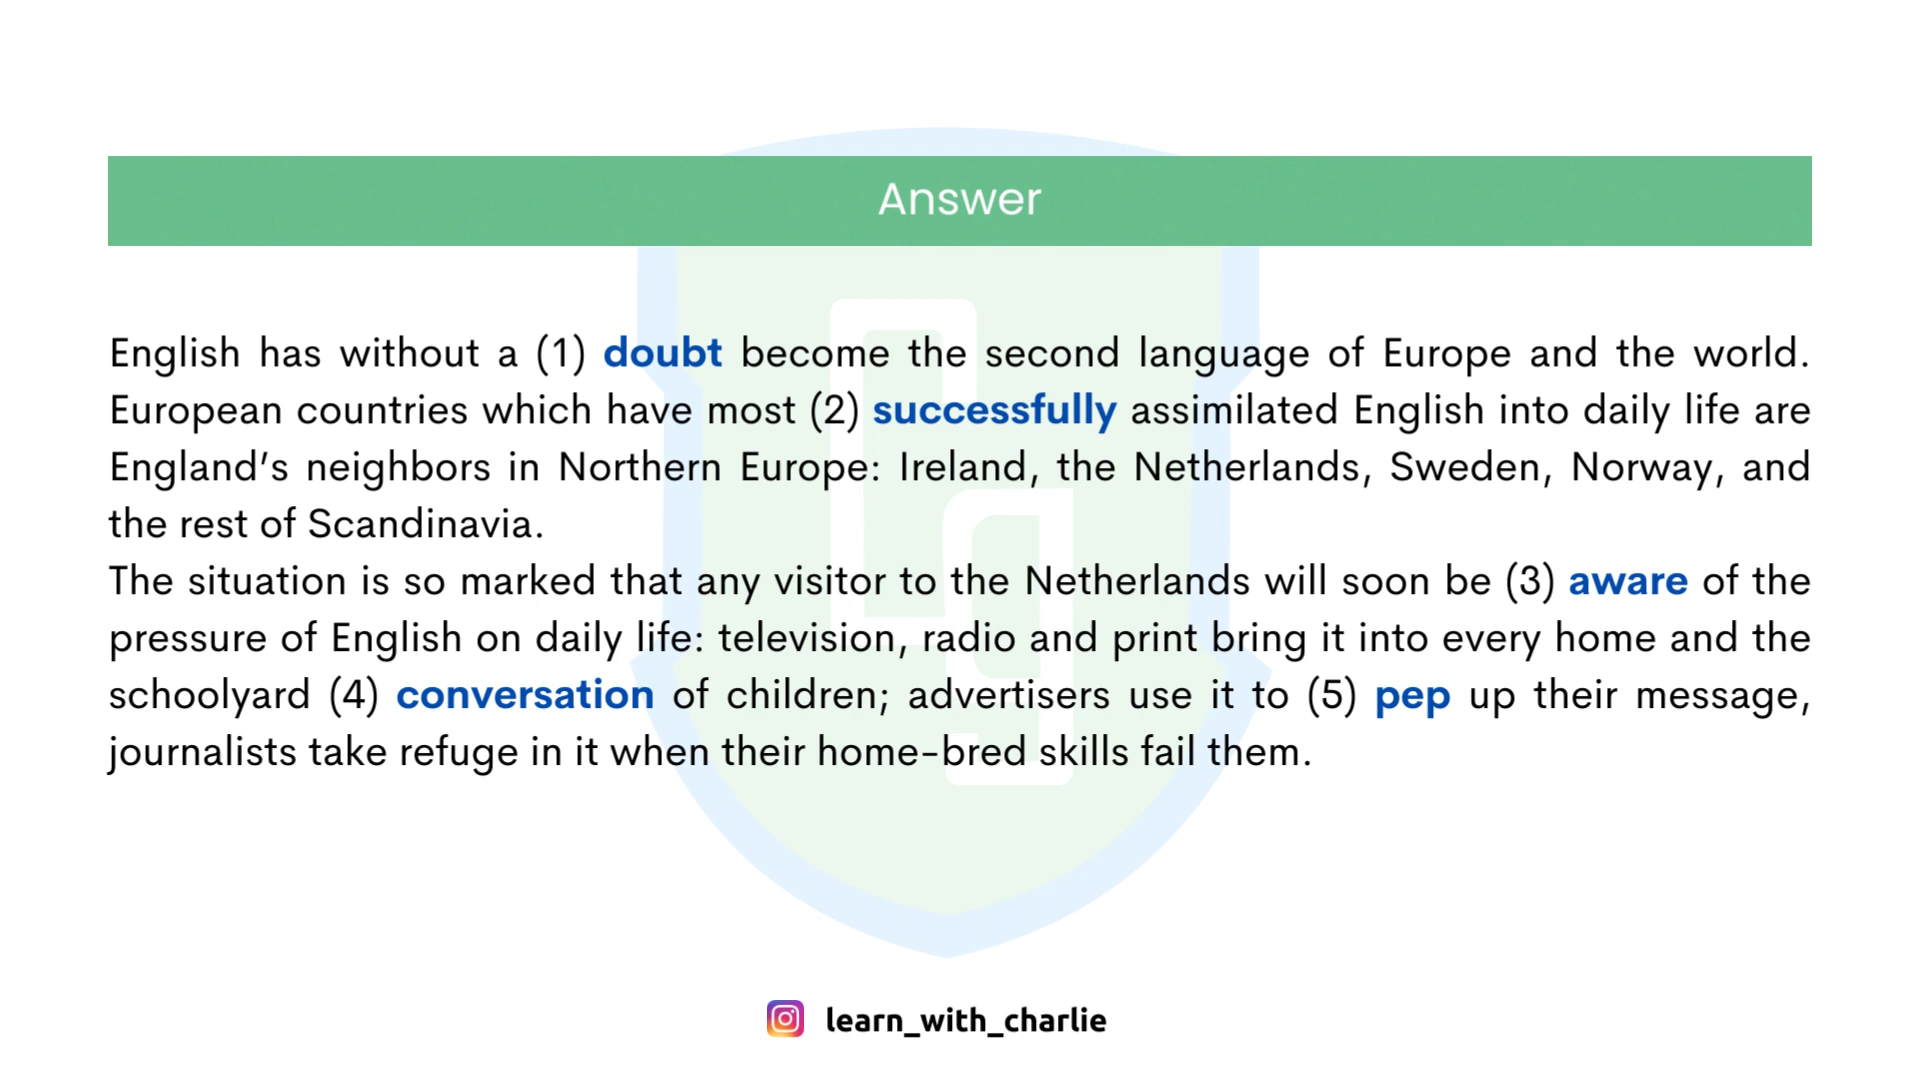 Answer
English has without a (1) doubt become the second language of Europe and the world.
European countries which have most (2) successfully assimilated English into daily life are
England’s neighbors in Northern Europe: Ireland, the Netherlands, Sweden, Norway, and
the rest of Scandinavia.
The situation is so marked that any visitor to the Netherlands will soon be (3) aware of the
pressure of English on daily life: television, radio and print bring it into every home and the
schoolyard (4) conversation of children; advertisers use it to (5) pep up their message,
journalists take refuge in it when their home-bred skills fail them.
learn_with_charlie